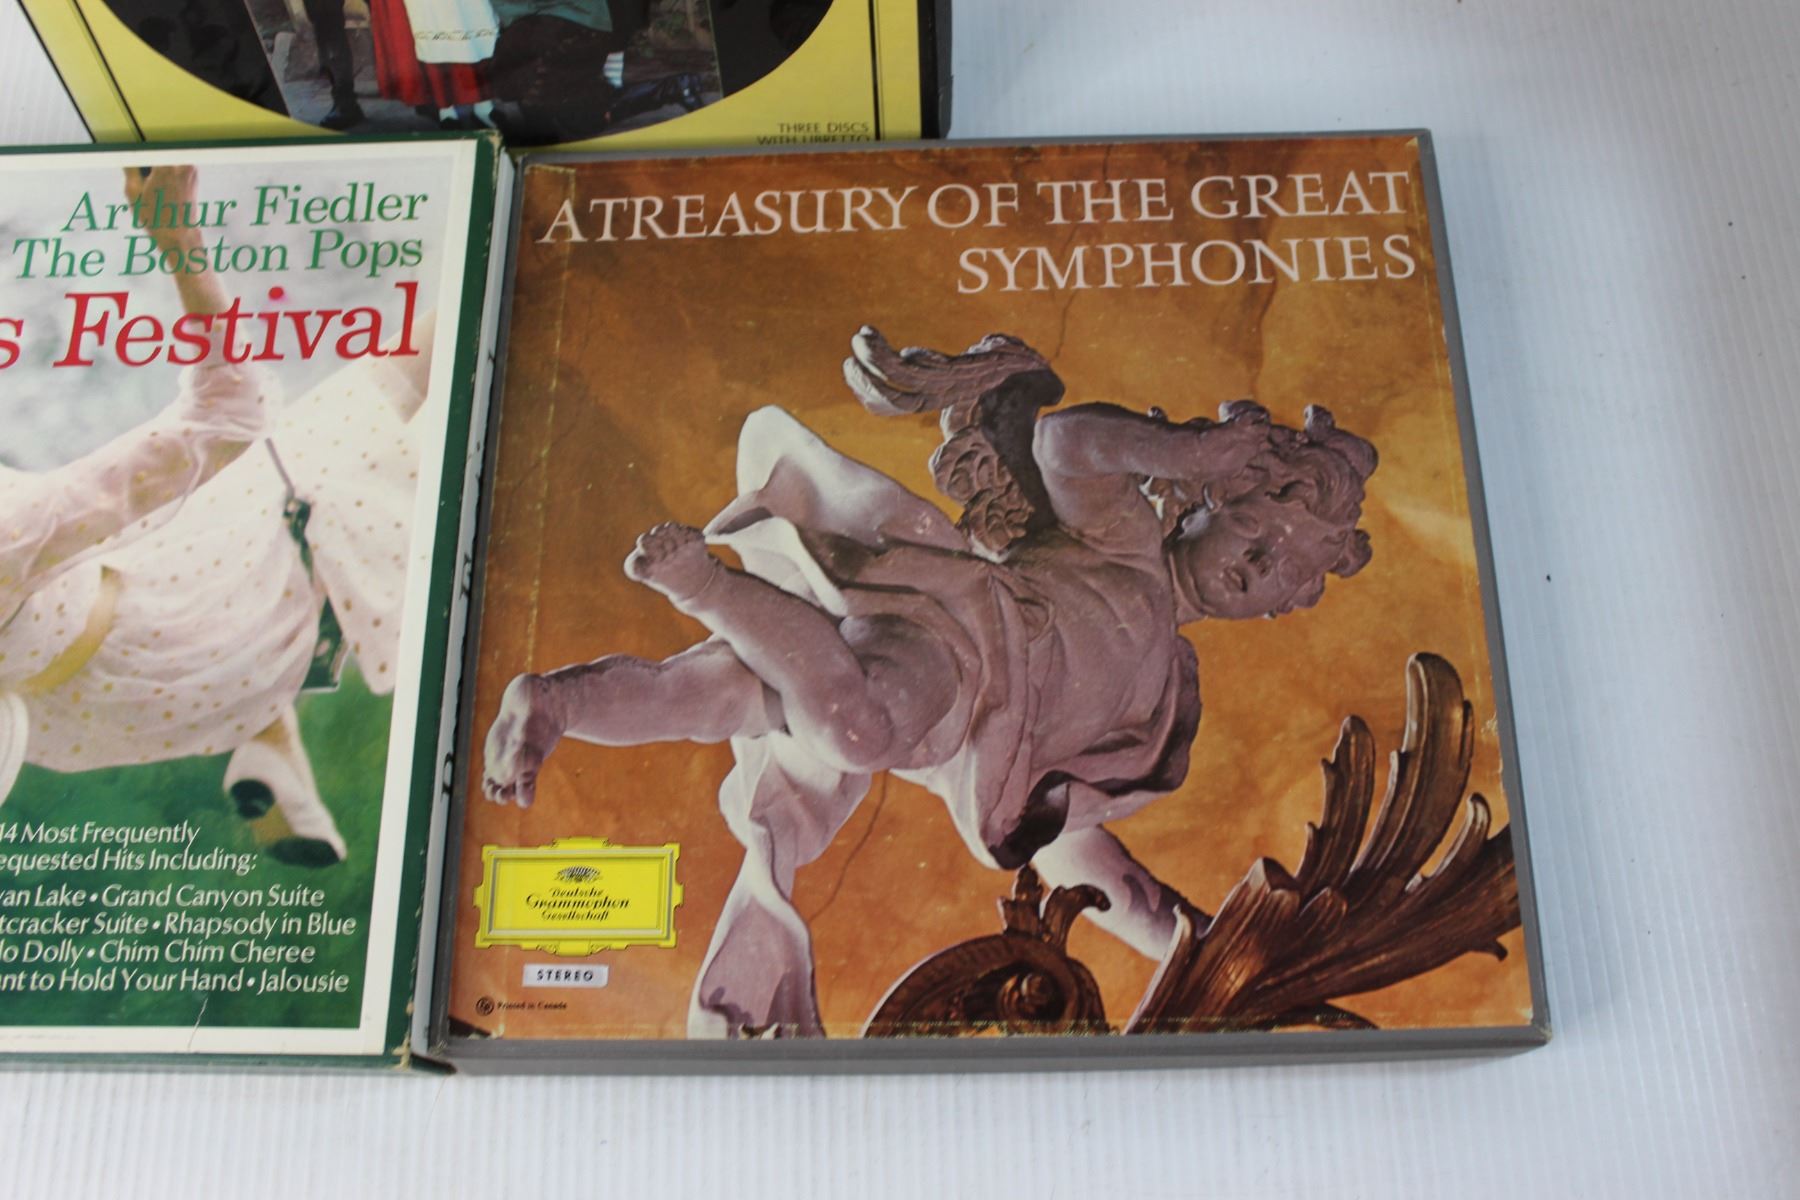 THREE DISCS
WITH LIBRETTO
Arthur Fiedler
The Boston Pops
s Festival
14 Most Frequently
equested Hits Including:
van Lake • Grand Canyon Suite
tcracker Suite • Rhapsody in Blue
lo Dolly • Chim Chim Cheree
nt to Hold Your Hand • Jalousie
A TREASURY OF THE GREAT
SYMPHONIES
Deutsche
Grammophon
Gesellschaft
STEREO
Printed in Canada